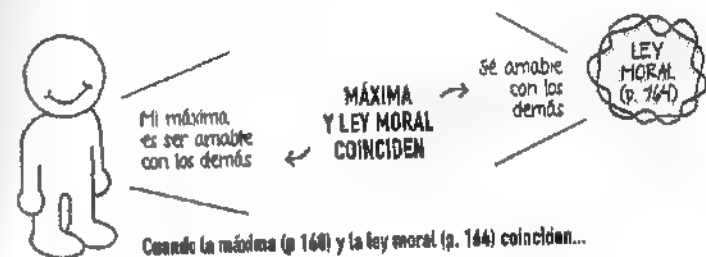 Mi máxima
es ser amable
con los demás
MÁXIMA
Y LEY MORAL
COINCIDEN
Sé amable
con los
demás
LEY
MORAL
(p. 164)
Cuando la máxima (p 160) y la ley moral (p. 164) coinciden...